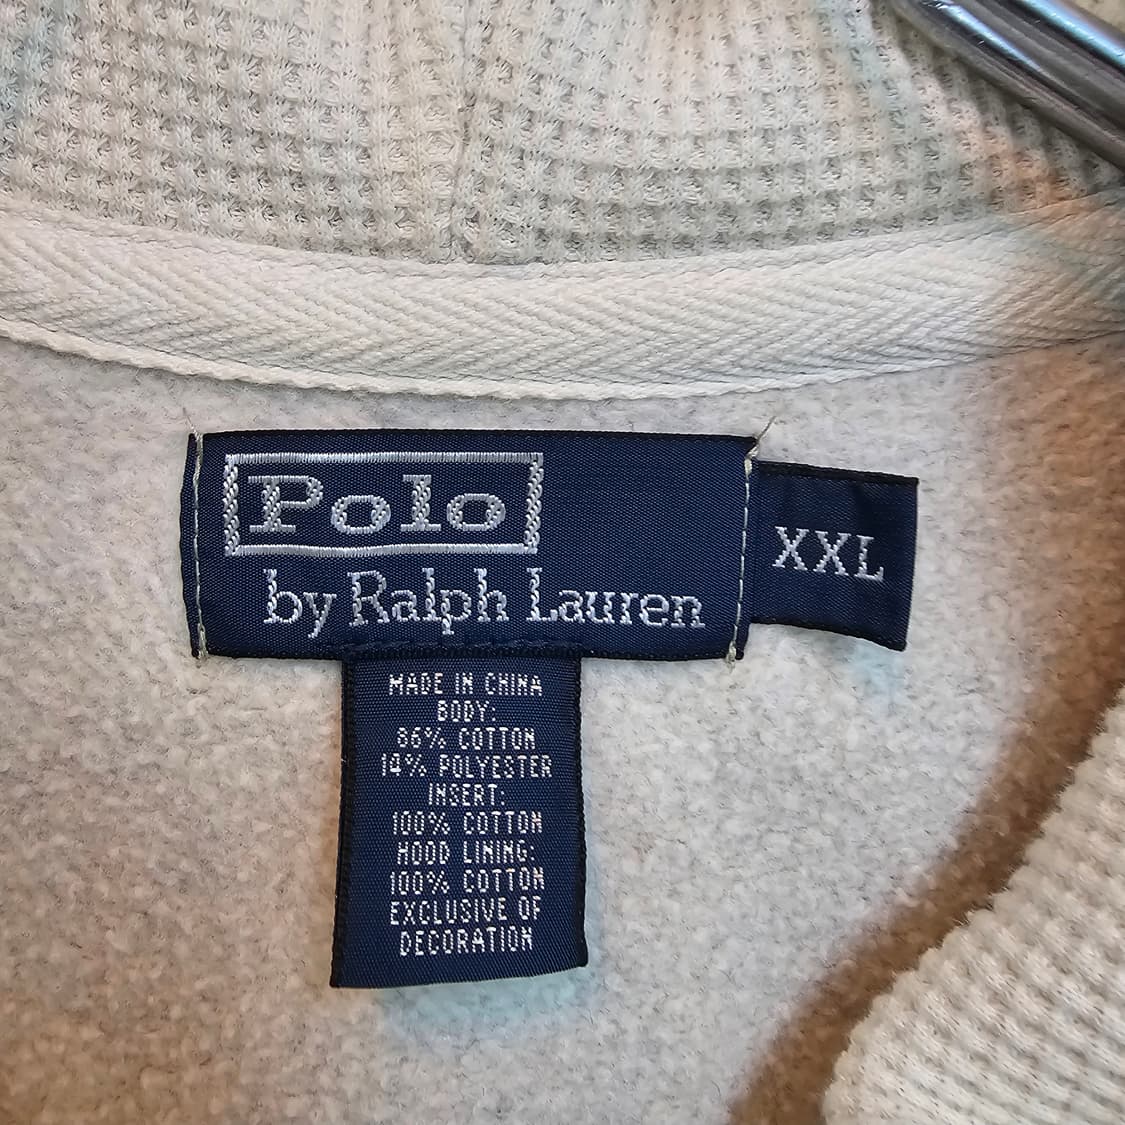 Polo
by Ralph Lauren
XXL
MADE IN CHINA
BODY:
86% COTTON
14% POLYESTER
INSERT:
100% COTTON
HOOD LINING:
100% COTTON
EXCLUSIVE OF
DECORATION